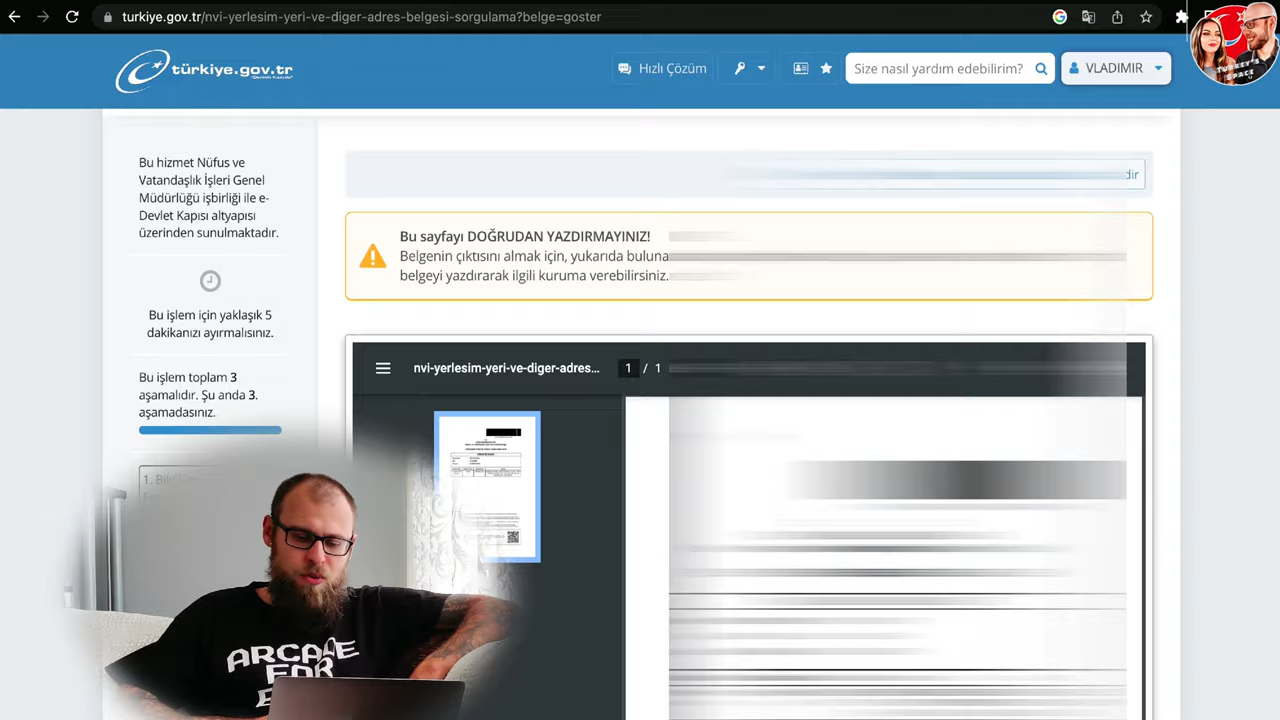 turkiye.gov.tr/nvi-yerlesim-yeri-ve-diger-adres-belgesi-sorgulama?belge=goster
türkiye.gov.tr
Hızlı Çözüm
Size nasıl yardım edebilirim?
VLADIMIR
TURKEY'S
SPACE
Bu hizmet Nüfus ve
Vatandaşlık İşleri Genel
Müdürlüğü işbirliği ile e-
Devlet Kapısı altyapısı
üzerinden sunulmaktadır.
Bu işlem için yaklaşık 5
dakikanızı ayırmalısınız.
Bu işlem toplam 3
aşamalıdır. Şu anda 3.
aşamadasınız.
dir
Bu sayfayı DOĞRUDAN YAZDIRMAYINIZ!
Belgenin çıktısını almak için, yukarıda buluna
belgeyi yazdırarak ilgili kuruma verebilirsiniz.
nvi-yerlesim-yeri-ve-diger-adres...
1 / 1
ARCADE
FOR